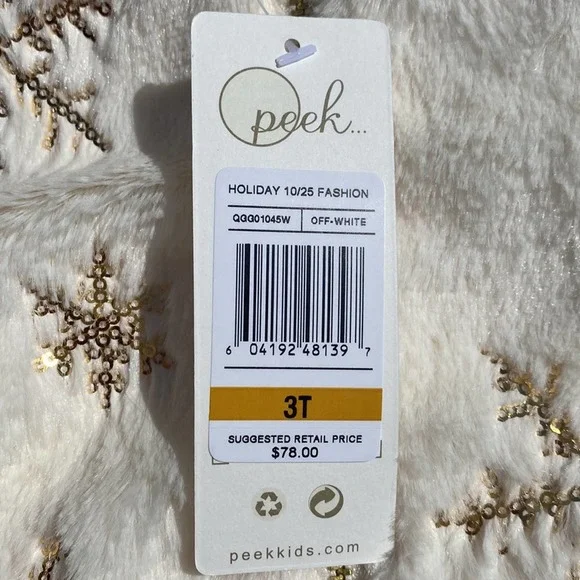 peek...
HOLIDAY 10/25 FASHION
QGG01045W OFF-WHITE
6 04192 48139 7
3T
SUGGESTED RETAIL PRICE
$78.00
peekkids.com